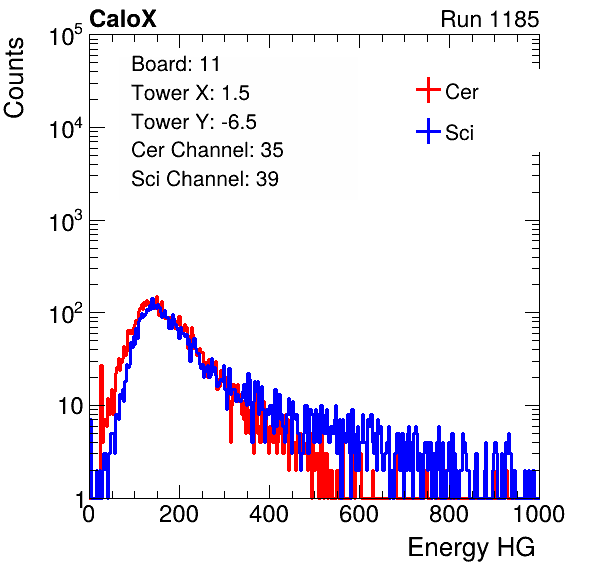 CaloX Run 1185
Counts
Board: 11
Tower X: 1.5
Tower Y: -6.5
Cer Channel: 35
Sci Channel: 39
Cer
Sci
10^5
10^4
10^3
10^2
10
1
0 200 400 600 800 1000
Energy HG